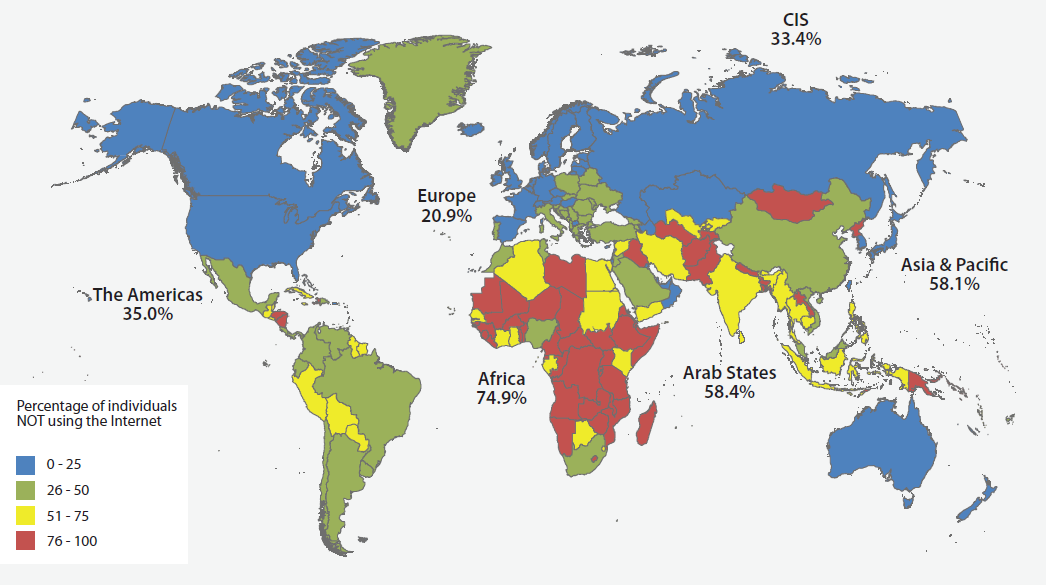 CIS
33.4%
Europe
20.9%
Asia & Pacific
58.1%
The Americas
35.0%
Africa
74.9%
Arab States
58.4%
Percentage of individuals
NOT using the Internet
0 - 25
26 - 50
51 - 75
76 - 100